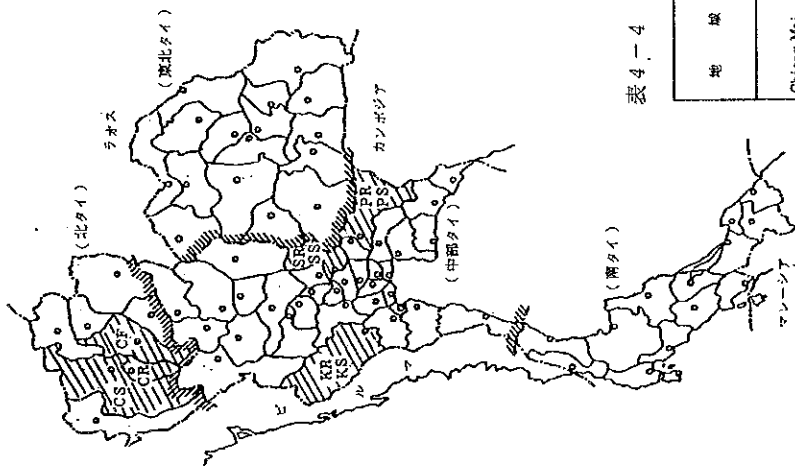 (北タイ)
ラオス
(東北タイ)
カンボジア
CS
CF
CR
SR
SS
PR
PS
KR
KS
ビルマ
(中部タイ)
(南タイ)
マレーシア
表4.-4
地域